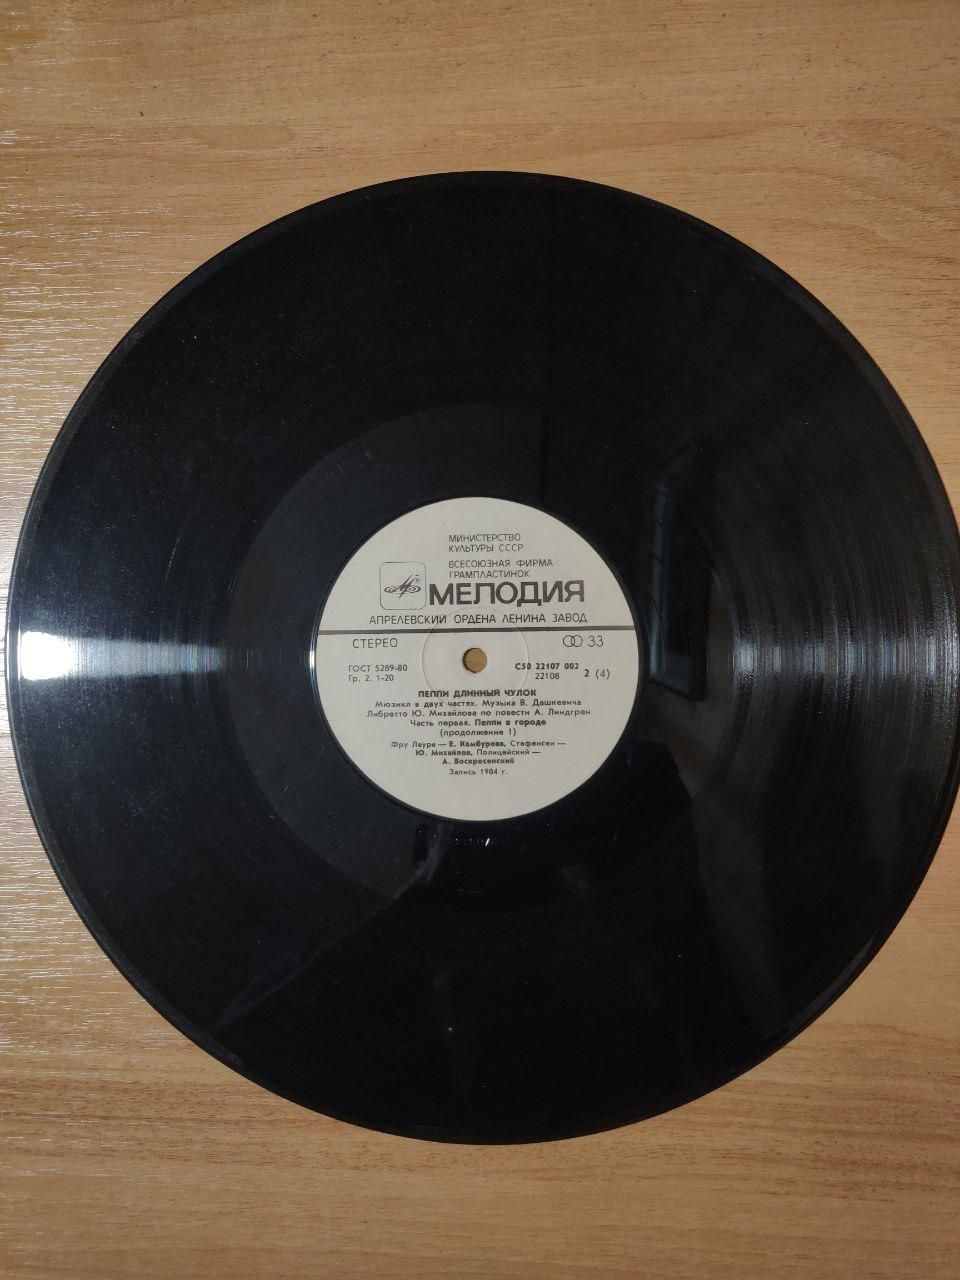 МИНИСТЕРСТВО
КУЛЬТУРЫ СССР
ВСЕСОЮЗНАЯ ФИРМА
ГРАМПЛАСТИНОК
МЕЛОДИЯ
АПРЕЛЕВСКИЙ ОРДЕНА ЛЕНИНА ЗАВОД
СТЕРЕО 33
ГОСТ 5289-80 С50 22107 002
Гр. 2. 1-20 22108 2 (4)
ПЕППИ ДЛИННЫЙ ЧУЛОК
Мюзикл в двух частях. Музыка В. Дашкевича
Либретто Ю. Михайлова по повести А. Линдгрен
Часть первая. Пеппи в городе
(продолжение 1)
Фру Лаура — Е. Камбурова, Стефенсен —
Ю. Михайлов, Полицейский —
А. Воскресенский
Запись 1984 г.